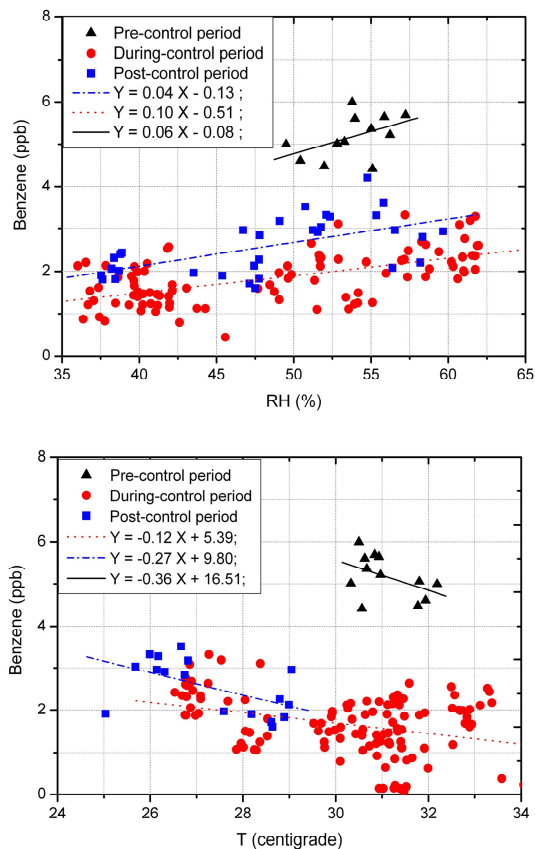 8
6
4
2
0
Benzene (ppb)
Pre-control period
During-control period
Post-control period
Y = 0.04 X - 0.13 ;
Y = 0.10 X - 0.51 ;
Y = 0.06 X - 0.08 ;
35 40 45 50 55 60 65
RH (%)
8
6
4
2
0
Benzene (ppb)
Pre-control period
During-control period
Post-control period
Y = -0.12 X + 5.39;
Y = -0.27 X + 9.80;
Y = -0.36 X + 16.51;
24 26 28 30 32 34
T (centigrade)